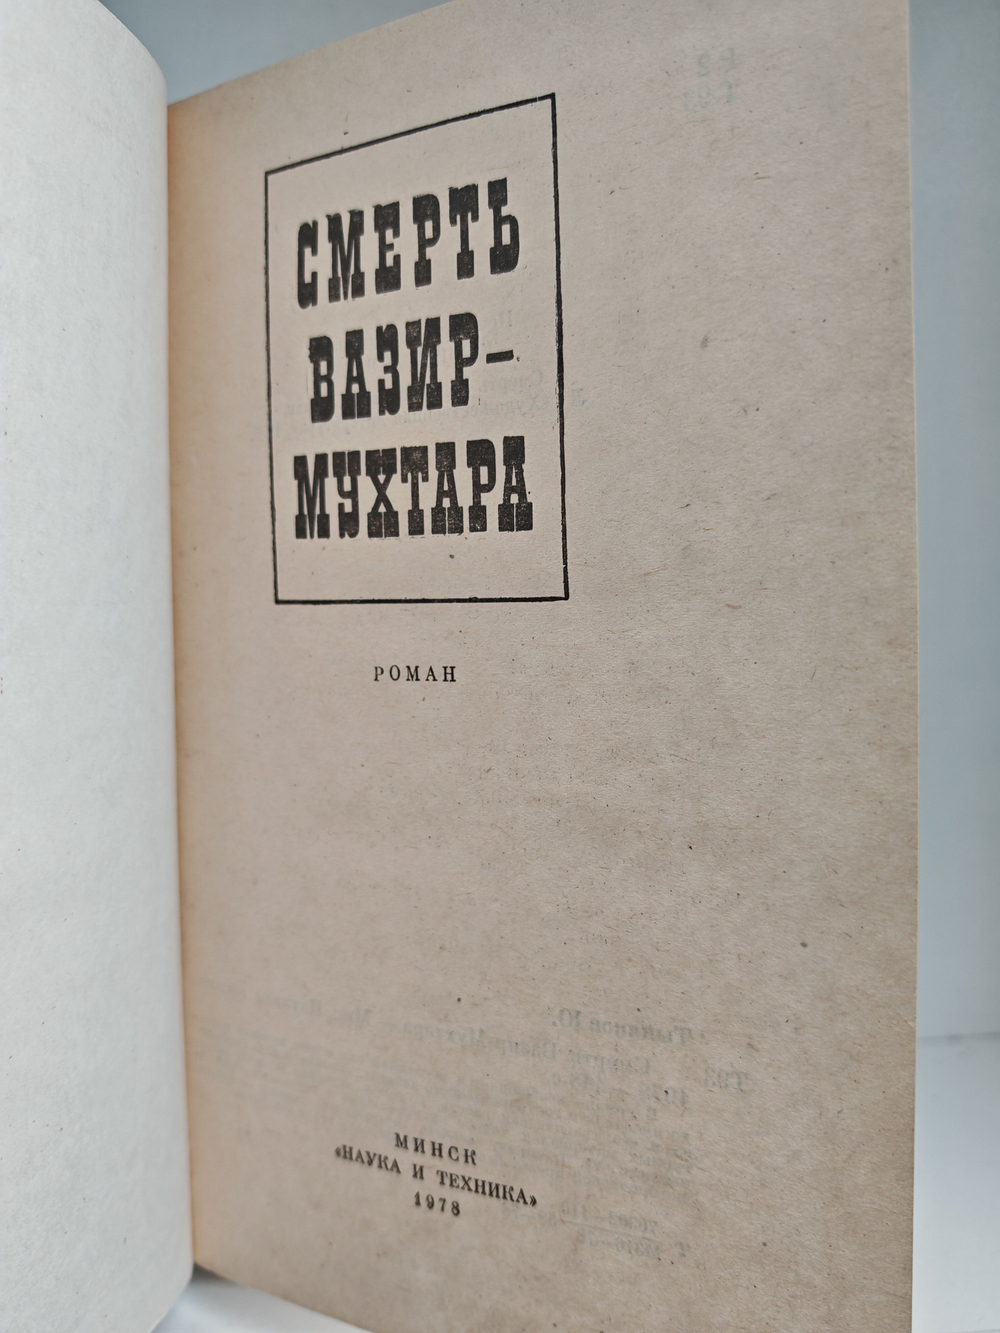 СМЕРТЬ
ВАЗИР-
МУХТАРА
РОМАН
МИНСК
«НАУКА И ТЕХНИКА»
1978